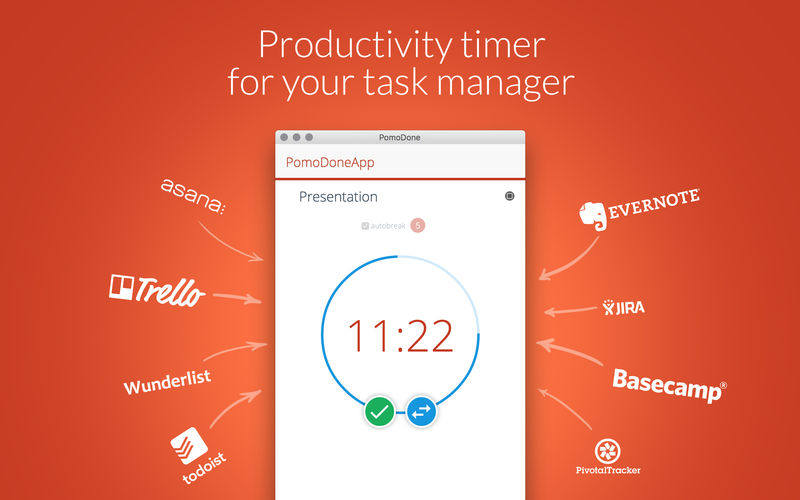 Productivity timer
for your task manager
PomoDone
PomoDoneApp
Presentation
autobreak 5
11:22
asana:
Trello
Wunderlist
todoist
EVERNOTE®
JIRA
Basecamp®
PivotalTracker